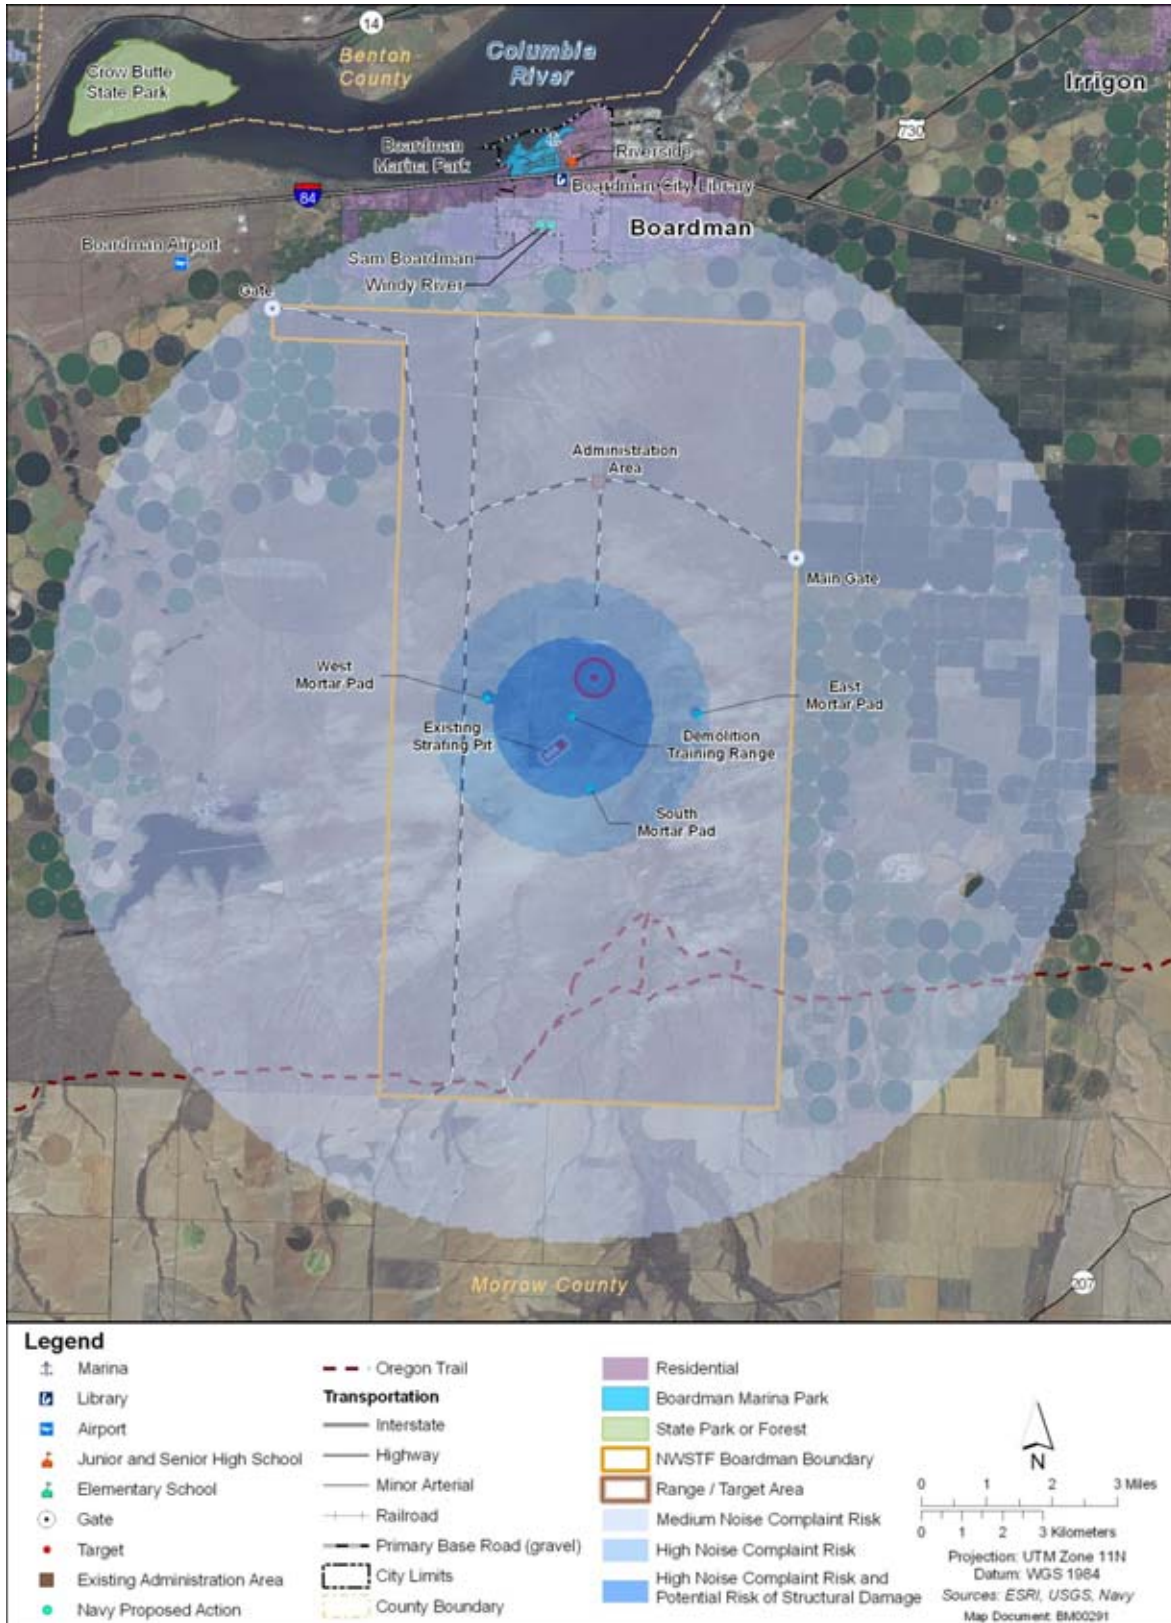 14
Benton
County
Columbia
River
Crow Butte
State Park
Irrigon
730
Boardman
Marina Park
Riverside
Boardman City Library
84
Boardman
Boardman Airport
Sam Boardman
Windy River
Gate
Administration
Area
Main Gate
West
Mortar Pad
East
Mortar Pad
Existing
Strafing Pit
Demolition
Training Range
South
Mortar Pad
Morrow County
207
Legend
Marina
Library
Airport
Junior and Senior High School
Elementary School
Gate
Target
Existing Administration Area
Navy Proposed Action
Oregon Trail
Transportation
Interstate
Highway
Minor Arterial
Railroad
Primary Base Road (gravel)
City Limits
County Boundary
Residential
Boardman Marina Park
State Park or Forest
NWSTF Boardman Boundary
Range / Target Area
Medium Noise Complaint Risk
High Noise Complaint Risk
High Noise Complaint Risk and
Potential Risk of Structural Damage
N
0 1 2 3 Miles
0 1 2 3 Kilometers
Projection: UTM Zone 11N
Datum: WGS 1984
Sources: ESRI, USGS, Navy
Map Document: BM00291